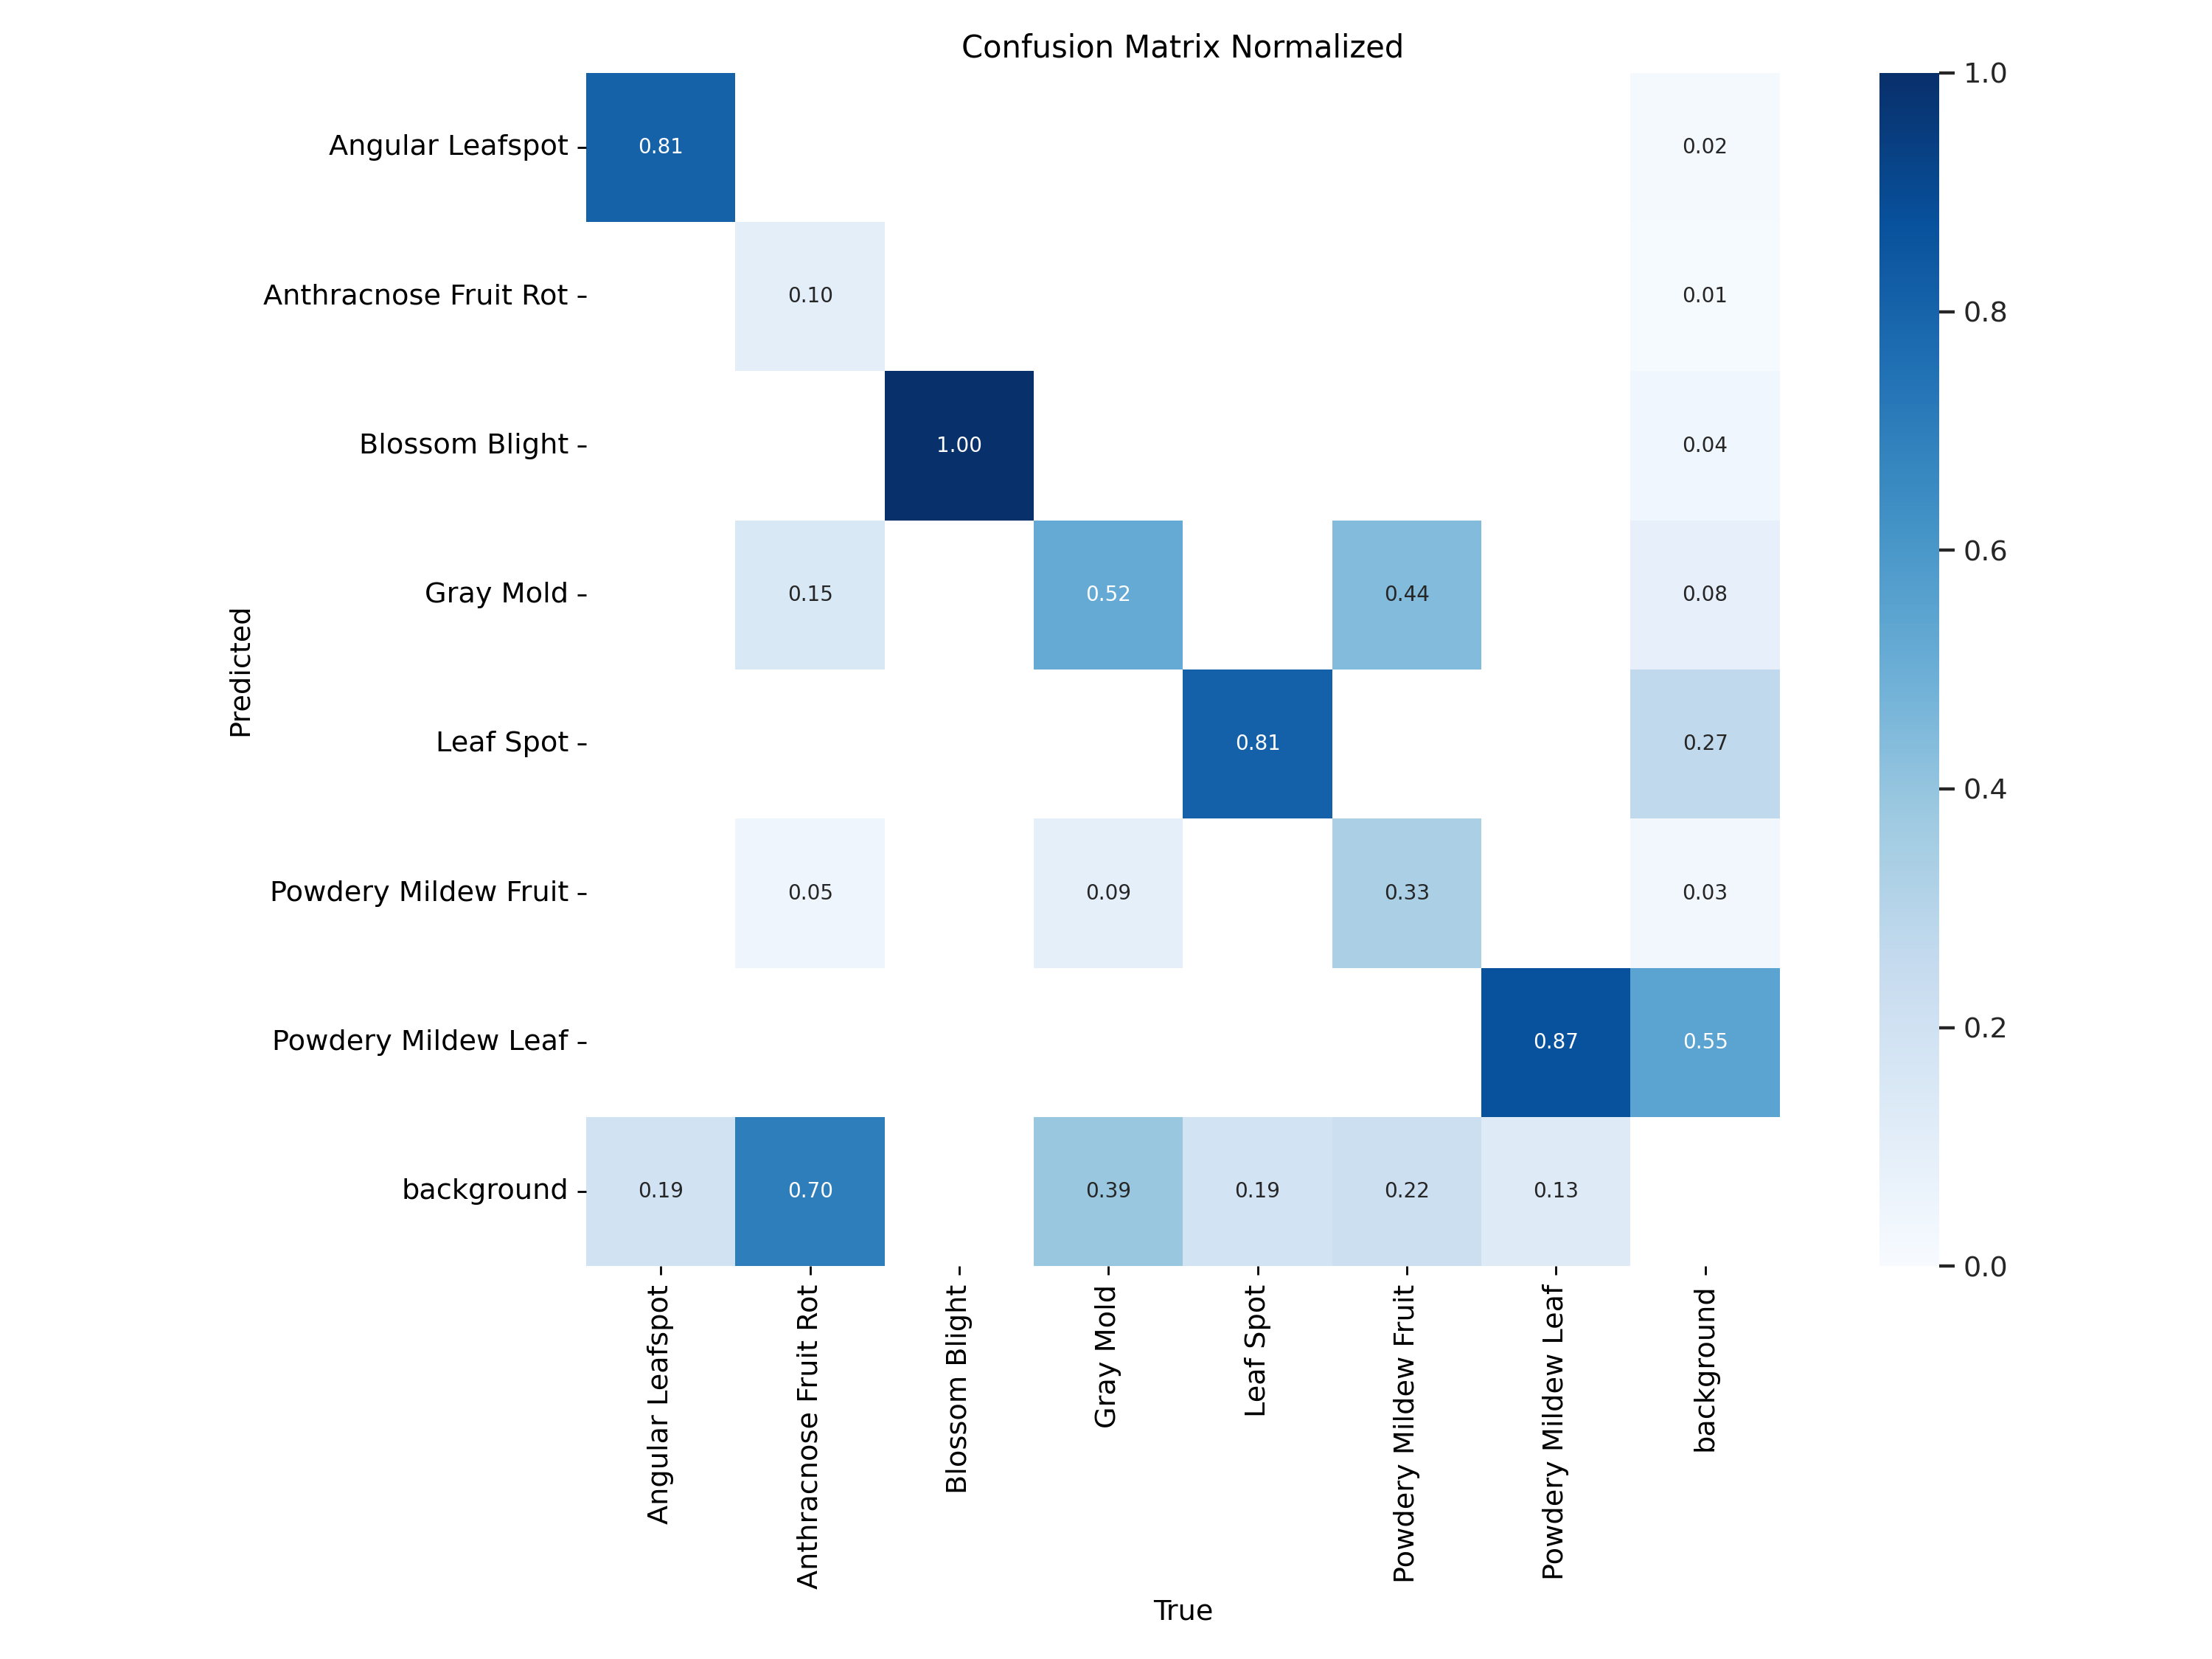 Confusion Matrix Normalized
Angular Leafspot
0.81
0.02
Anthracnose Fruit Rot
0.10
0.01
Blossom Blight
1.00
0.04
Gray Mold
0.15
0.52
0.44
0.08
Leaf Spot
0.81
0.27
Powdery Mildew Fruit
0.05
0.09
0.33
0.03
Powdery Mildew Leaf
0.87
0.55
background
0.19
0.70
0.39
0.19
0.22
0.13
Predicted
Angular Leafspot
Anthracnose Fruit Rot
Blossom Blight
Gray Mold
Leaf Spot
Powdery Mildew Fruit
Powdery Mildew Leaf
background
True
1.0
0.8
0.6
0.4
0.2
0.0